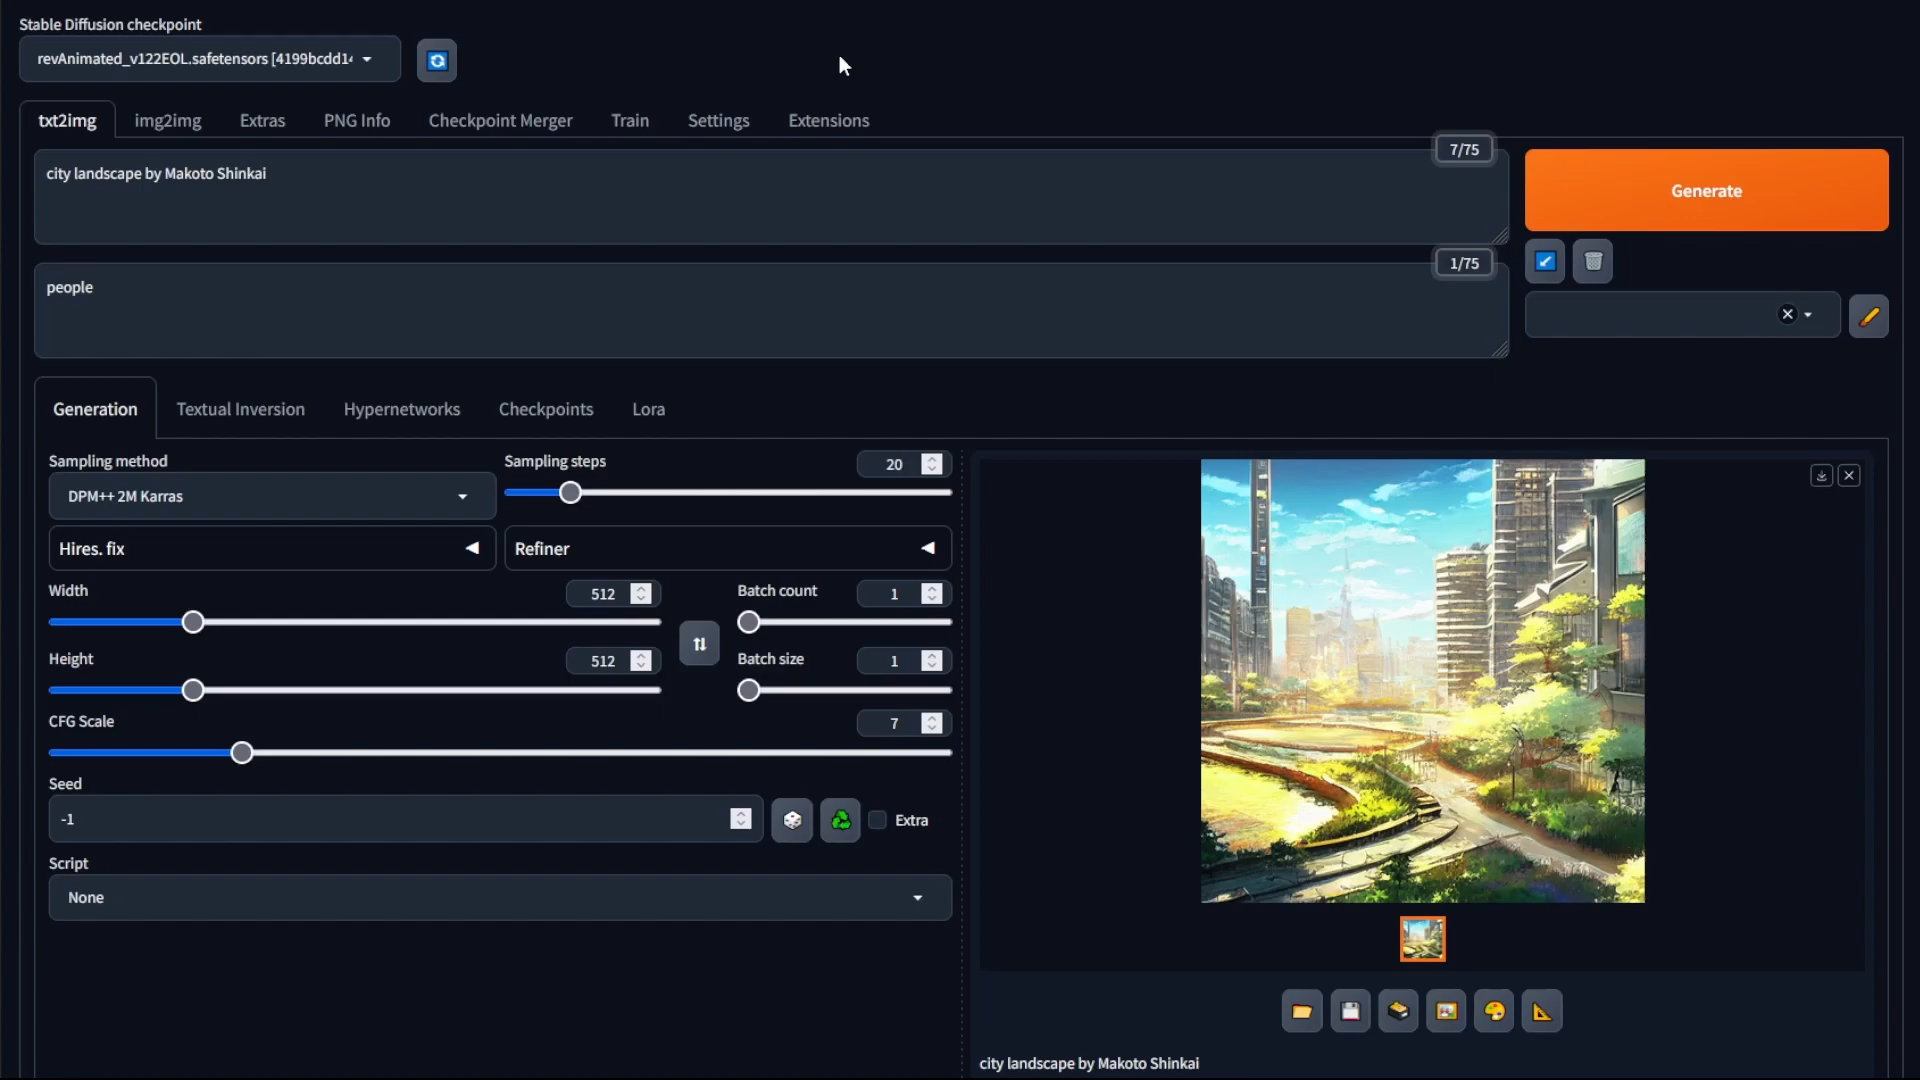 Stable Diffusion checkpoint
revAnimated_v122EOL.safetensors [4199bcdd14
txt2img img2img Extras PNG Info Checkpoint Merger Train Settings Extensions
7/75
city landscape by Makoto Shinkai
Generate
1/75
people
Generation Textual Inversion Hypernetworks Checkpoints Lora
Sampling method
DPM++ 2M Karras
Sampling steps
20
Hires. fix
Refiner
Width
512
Batch count
1
Height
512
Batch size
1
CFG Scale
7
Seed
-1
Extra
Script
None
city landscape by Makoto Shinkai